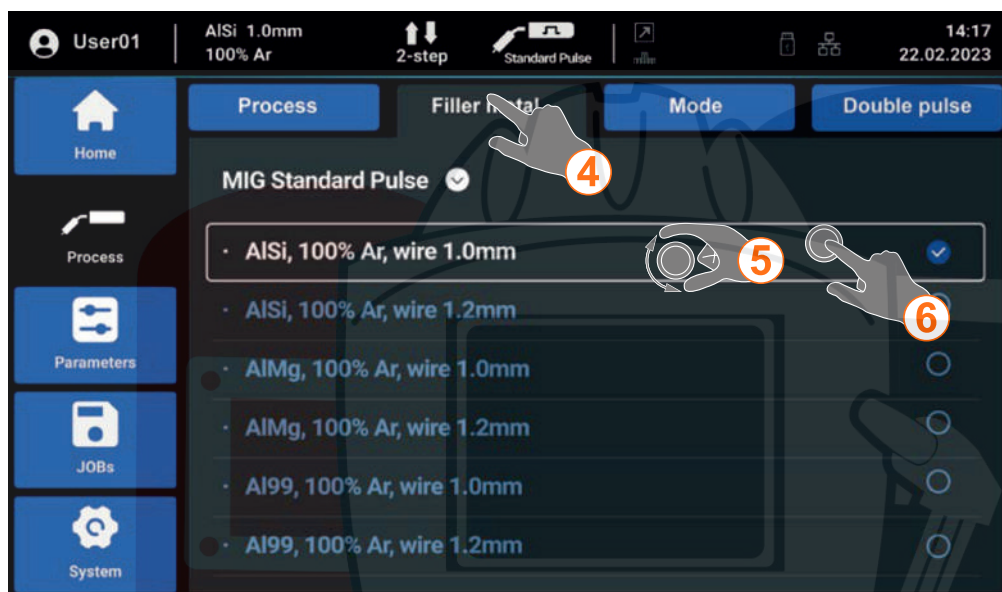 User01
AlSi 1.0mm
100% Ar
2-step
Standard Pulse
14:17
22.02.2023
Home
Process
Parameters
JOBs
System
Process
Filler metal
Mode
Double pulse
4
MIG Standard Pulse
· AlSi, 100% Ar, wire 1.0mm
5
6
· AlSi, 100% Ar, wire 1.2mm
· AlMg, 100% Ar, wire 1.0mm
· AlMg, 100% Ar, wire 1.2mm
· Al99, 100% Ar, wire 1.0mm
· Al99, 100% Ar, wire 1.2mm